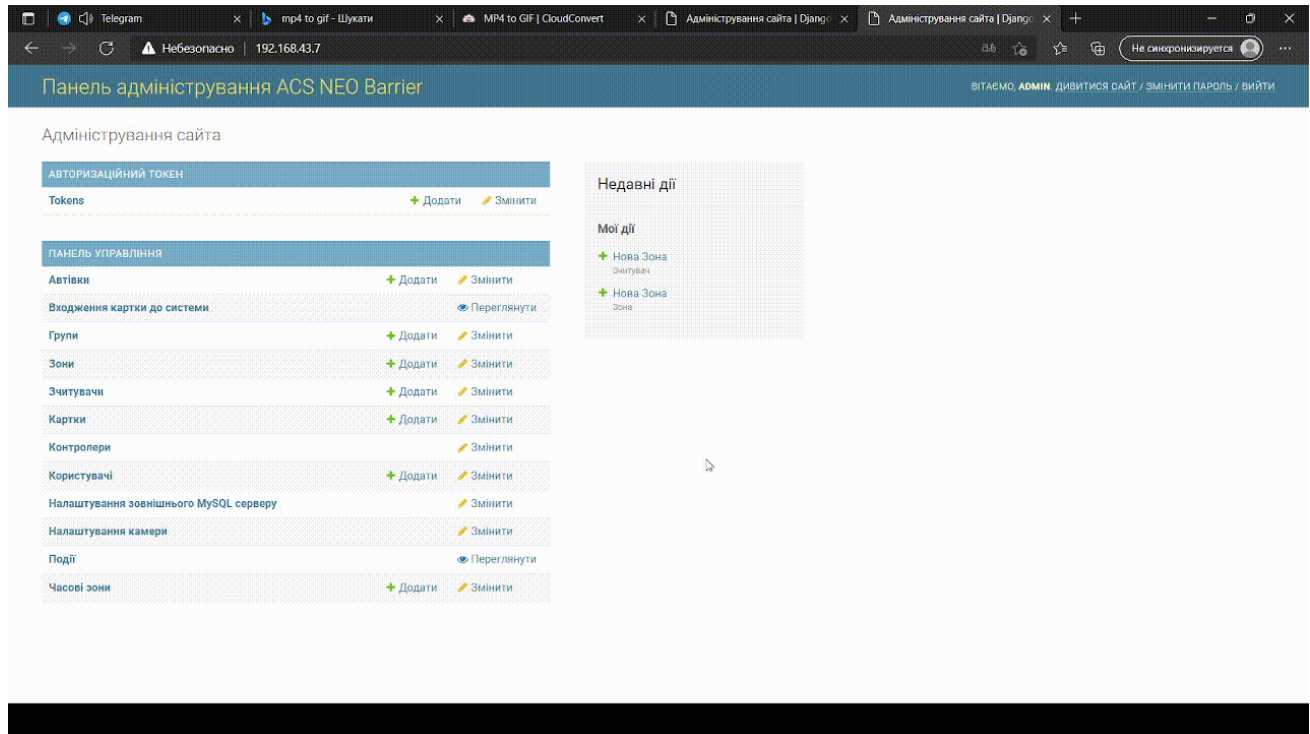 Telegram
mp4 to gif - Шукати
MP4 to GIF | CloudConvert
Адміністрування сайта | Django
Адміністрування сайта | Django
Небезопасно | 192.168.43.7
Не синхронизируется
Панель адміністрування ACS NEO Barrier
ВІТАЄМО, ADMIN. ДИВИТИСЯ САЙТ / ЗМІНИТИ ПАРОЛЬ / ВИЙТИ
Адміністрування сайта
АВТОРИЗАЦІЙНИЙ ТОКЕН
Tokens Додати Змінити
ПАНЕЛЬ УПРАВЛІННЯ
Автівки Додати Змінити
Входження картки до системи Переглянути
Групи Додати Змінити
Зони Додати Змінити
Зчитувачи Додати Змінити
Картки Додати Змінити
Контролери Змінити
Користувачі Додати Змінити
Налаштування зовнішнього MySQL серверу Змінити
Налаштування камери Змінити
Події Переглянути
Часові зони Додати Змінити
Недавні дії
Мої дії
Нова Зона
Зчитувач
Нова Зона
Зона